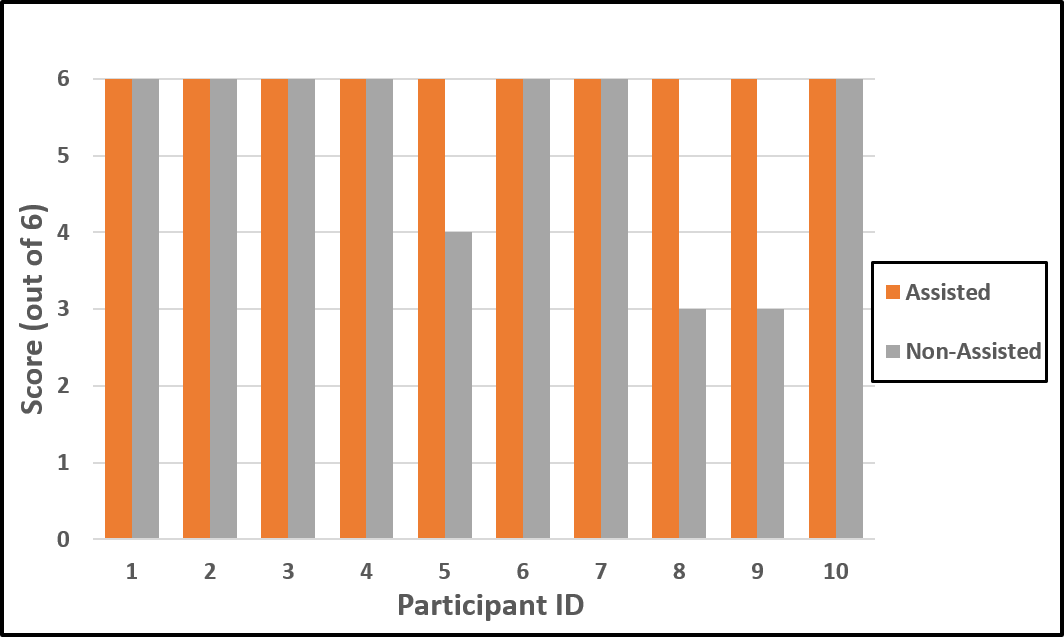 Score (out of 6)
6
5
4
3
2
1
0
1 2 3 4 5 6 7 8 9 10
Participant ID
Assisted
Non-Assisted